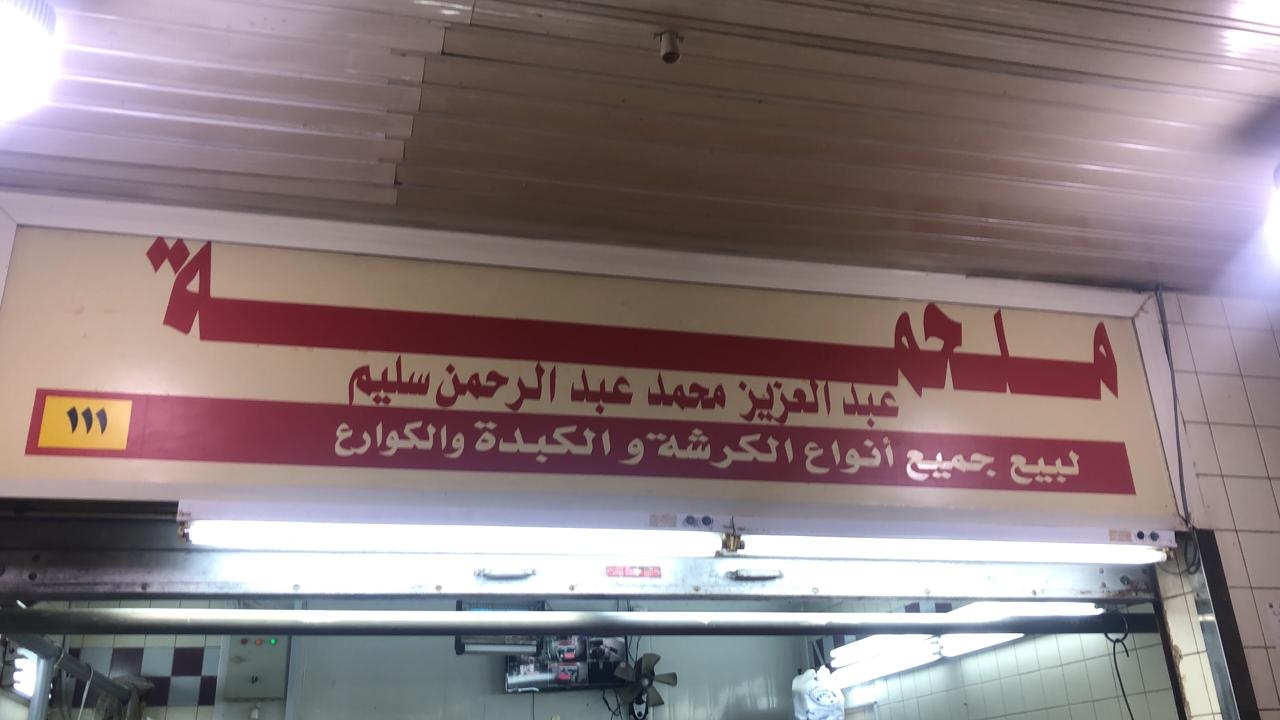 ملحمة
عبد العزيز محمد عبد الرحمن سليم
لبيع جميع أنواع الكرشة و الكبدة والكوارع
١١١